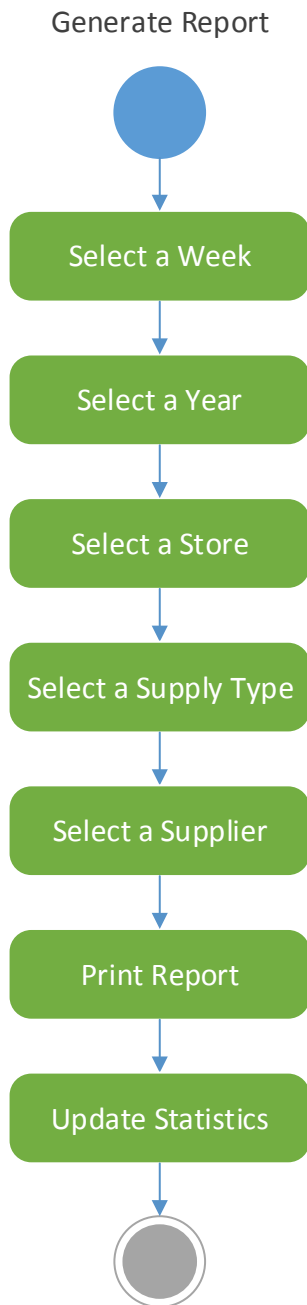 Generate Report
Select a Week
Select a Year
Select a Store
Select a Supply Type
Select a Supplier
Print Report
Update Statistics